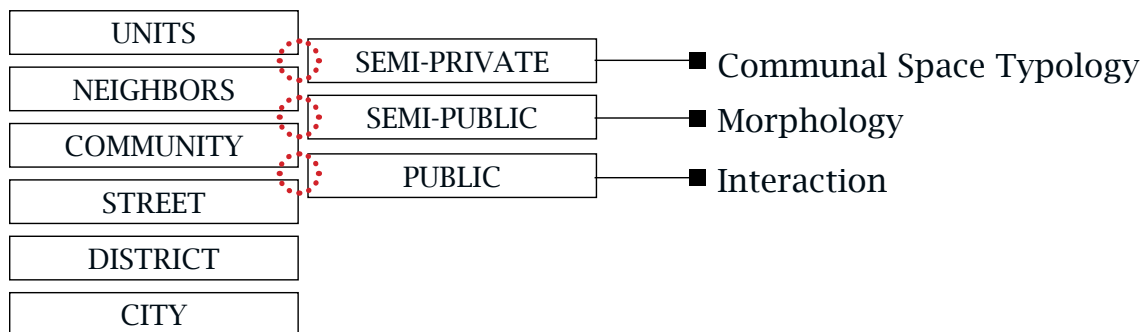 UNITS
NEIGHBORS
COMMUNITY
STREET
DISTRICT
CITY
SEMI-PRIVATE
SEMI-PUBLIC
PUBLIC
Communal Space Typology
Morphology
Interaction